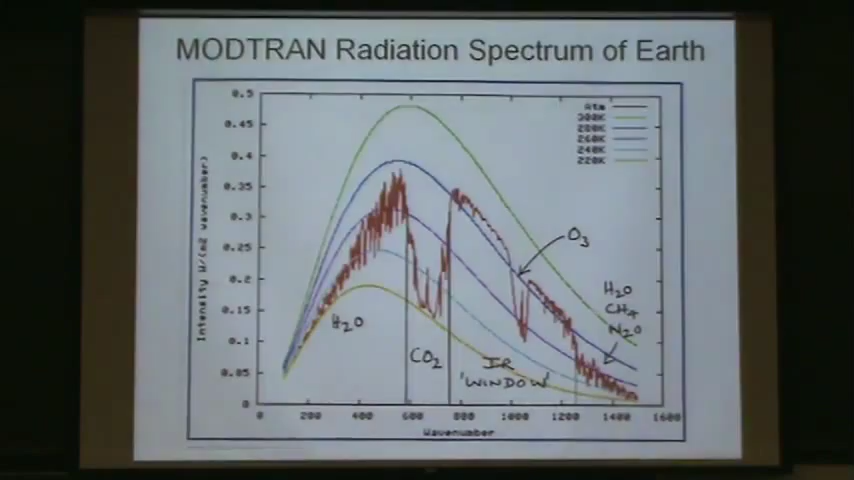 MODTRAN Radiation Spectrum of Earth
0.5
0.45
0.4
0.35
0.3
0.25
0.2
0.15
0.1
0.05
0
Intensity W/(m2 wavenumber)
Atm
300K
280K
260K
240K
220K
O3
H2O
CH4
N2O
H2O
CO2
IR
'WINDOW'
0 200 400 600 800 1000 1200 1400 1600
Wavenumber